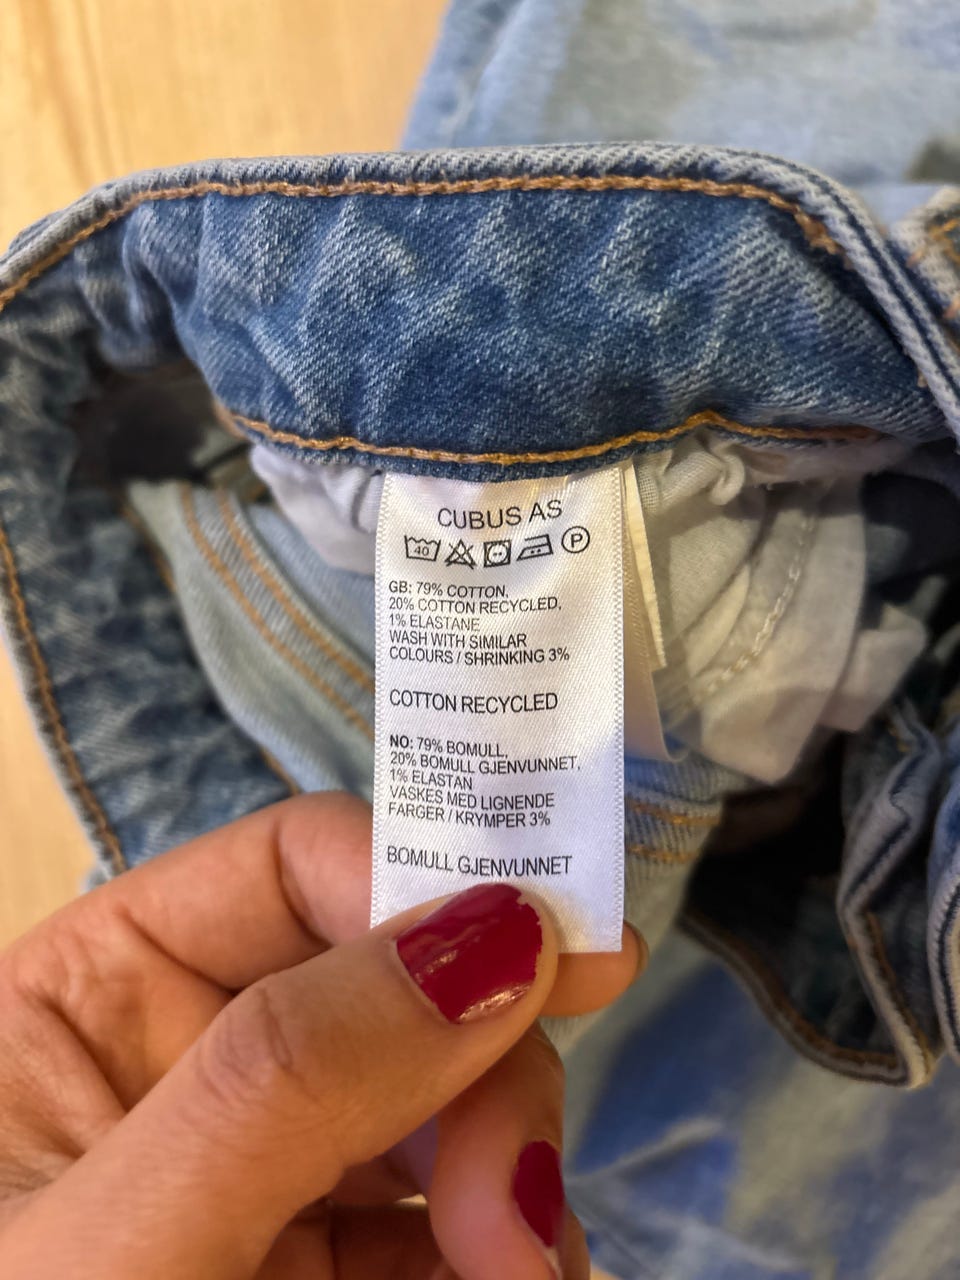 CUBUS AS
40 P
GB: 79% COTTON,
20% COTTON RECYCLED,
1% ELASTANE
WASH WITH SIMILAR
COLOURS / SHRINKING 3%
COTTON RECYCLED
NO: 79% BOMULL,
20% BOMULL GJENVUNNET,
1% ELASTAN
VASKES MED LIGNENDE
FARGER / KRYMPER 3%
BOMULL GJENVUNNET